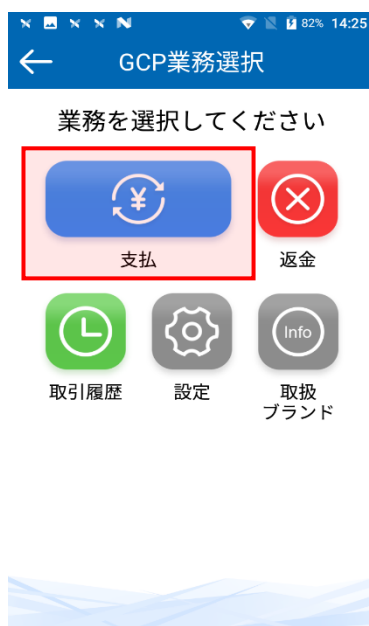 82% 14:25
GCP業務選択
業務を選択してください
¥
支払
返金
Info
取引履歴
設定
取扱
ブランド